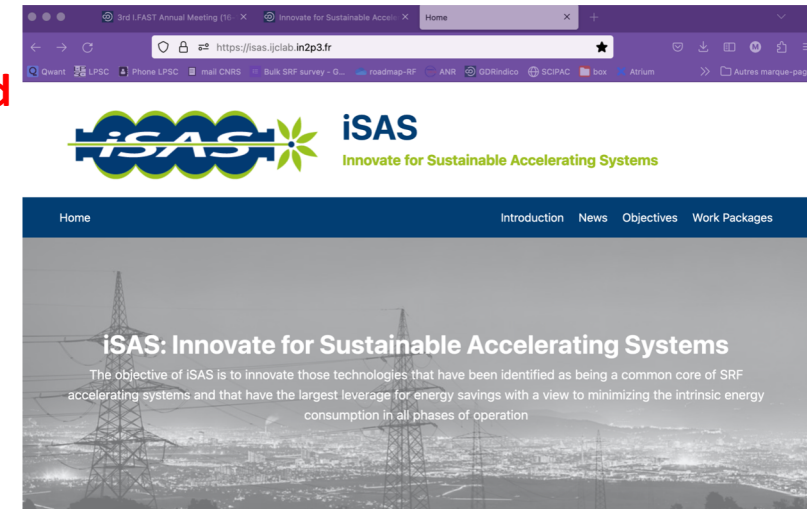 3rd I.FAST Annual Meeting (16- Innovate for Sustainable Accele Home
https://isas.ijclab.in2p3.fr
Qwant LPSC Phone LPSC mail CNRS Bulk SRF survey - G... roadmap-RF ANR GDRindico SCIPAC box Atrium Autres marque-pag
d
iSAS
iSAS
Innovate for Sustainable Accelerating Systems
Home Introduction News Objectives Work Packages
iSAS: Innovate for Sustainable Accelerating Systems
The objective of iSAS is to innovate those technologies that have been identified as being a common core of SRF
accelerating systems and that have the largest leverage for energy savings with a view to minimizing the intrinsic energy
consumption in all phases of operation